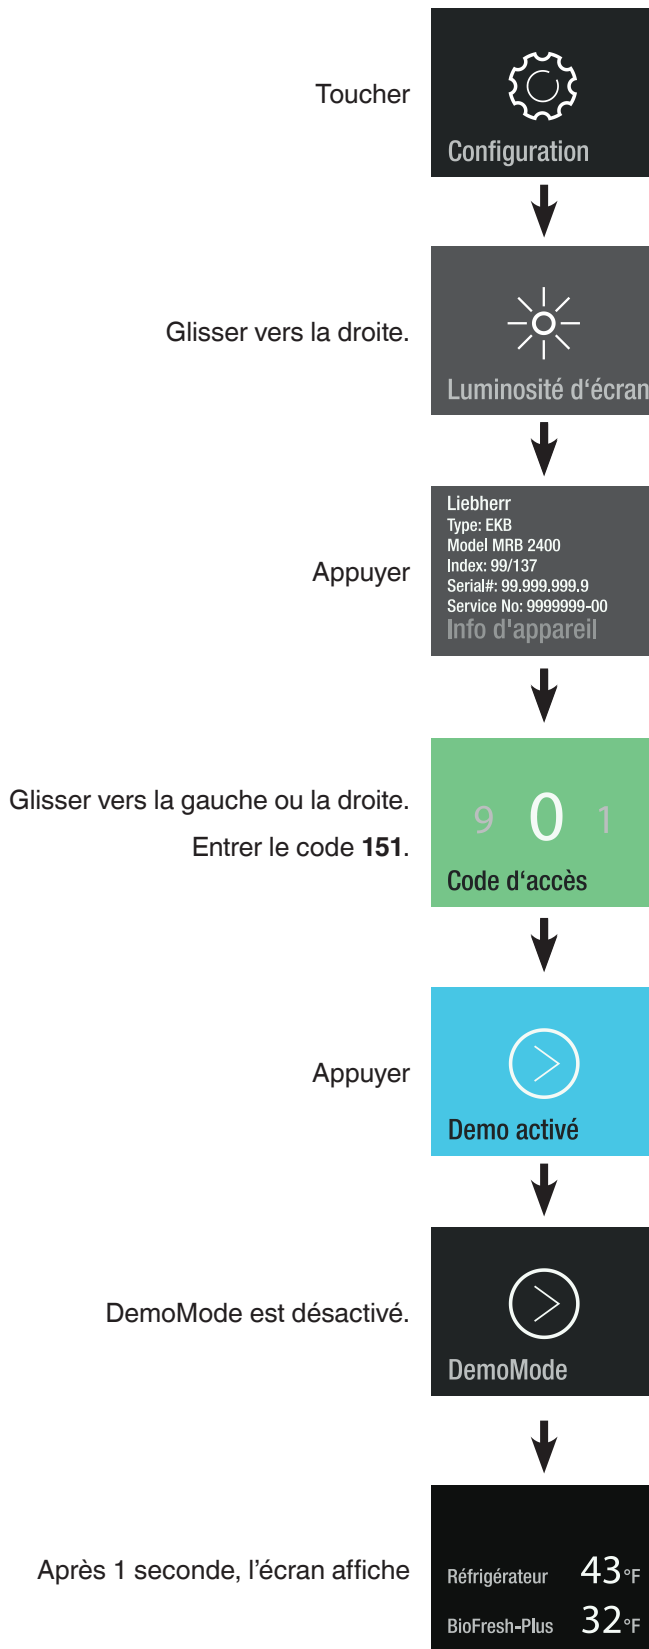 Toucher
Configuration
Glisser vers la droite.
Luminosité d‘écran
Appuyer
Liebherr
Type: EKB
Model MRB 2400
Index: 99/137
Serial#: 99.999.999.9
Service No: 9999999-00
Info d'appareil
Glisser vers la gauche ou la droite.
Entrer le code 151.
9 0 1
Code d‘accès
Appuyer
Demo activé
DemoMode est désactivé.
DemoMode
Après 1 seconde, l’écran affiche
Réfrigérateur 43°F
BioFresh-Plus 32°F